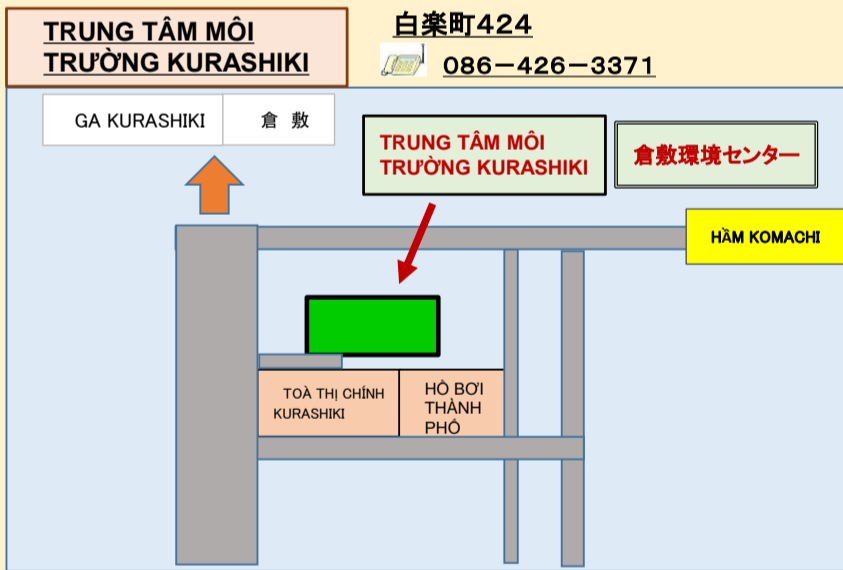 TRUNG TÂM MÔI
TRƯỜNG KURASHIKI
白楽町424
086－426－3371
GA KURASHIKI
倉 敷
TRUNG TÂM MÔI
TRƯỜNG KURASHIKI
倉敷環境センター
HẦM KOMACHI
TOÀ THỊ CHÍNH
KURASHIKI
HỒ BƠI
THÀNH
PHỐ